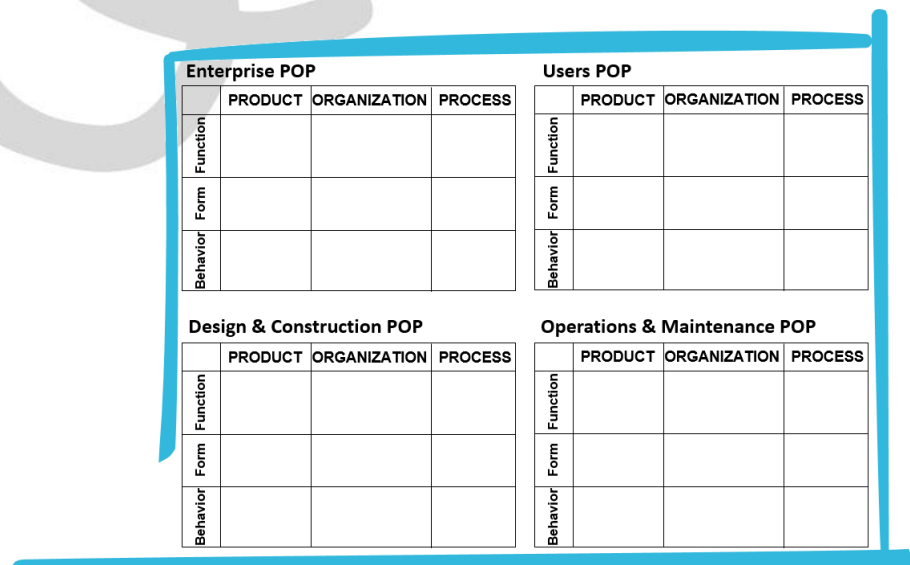 Enterprise POP
PRODUCT ORGANIZATION PROCESS
Function
Form
Behavior
Users POP
PRODUCT ORGANIZATION PROCESS
Function
Form
Behavior
Design & Construction POP
PRODUCT ORGANIZATION PROCESS
Function
Form
Behavior
Operations & Maintenance POP
PRODUCT ORGANIZATION PROCESS
Function
Form
Behavior